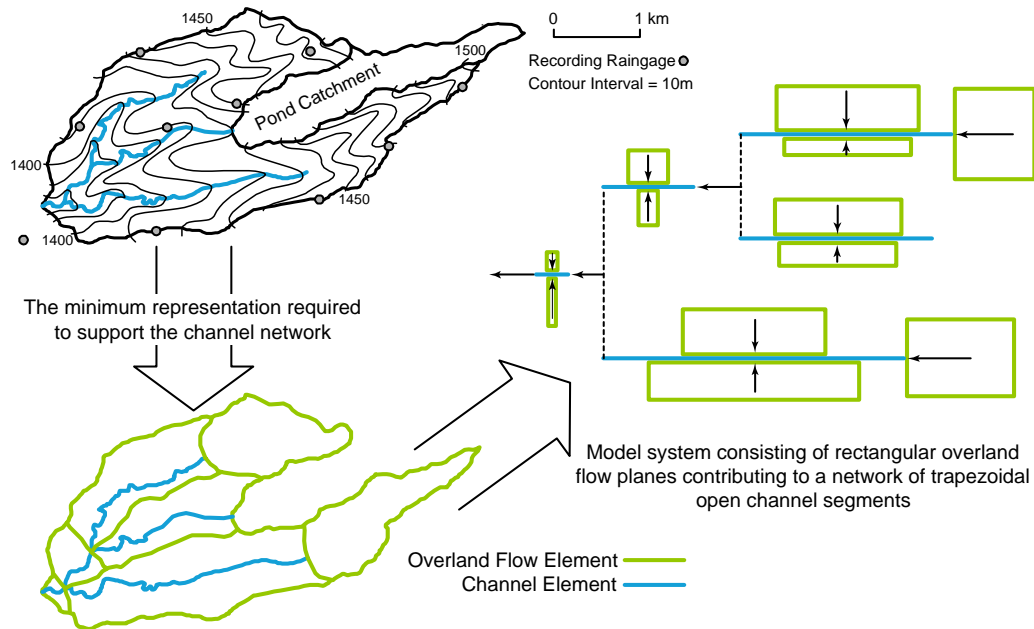 1450
1500
1400
1450
1400
Pond Catchment
0 1 km
Recording Raingage
Contour Interval = 10m
The minimum representation required
to support the channel network
Model system consisting of rectangular overland
flow planes contributing to a network of trapezoidal
open channel segments
Overland Flow Element
Channel Element